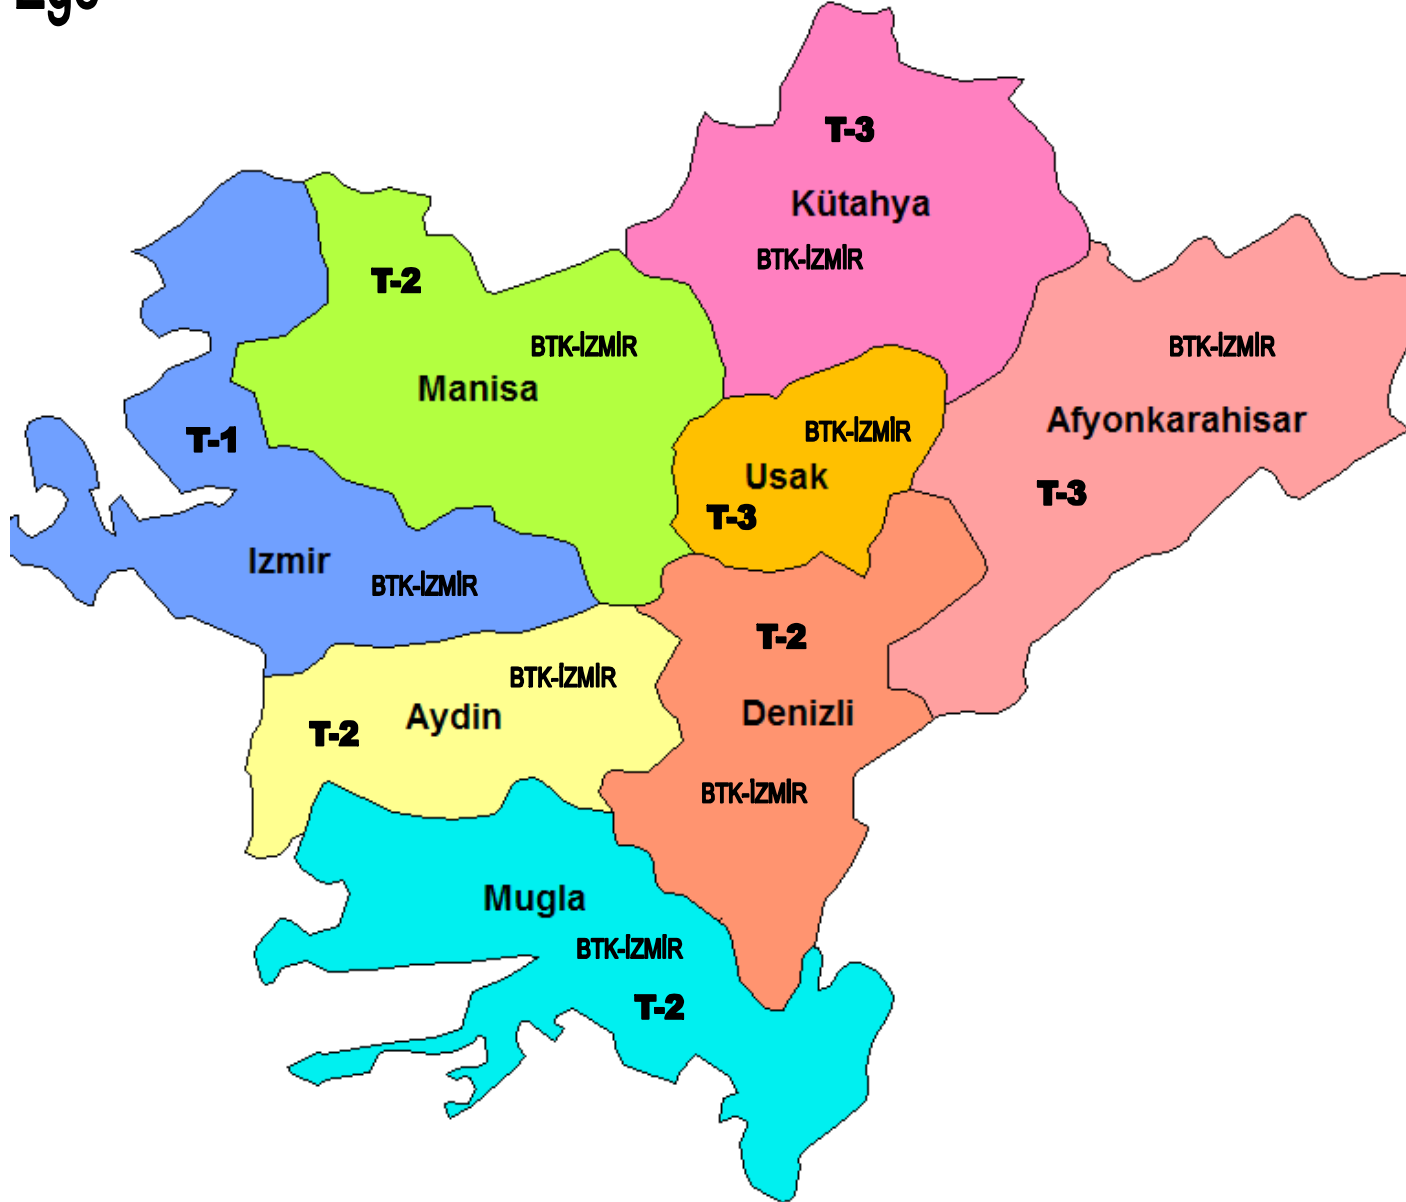 Ege
T-3
Kütahya
BTK-İZMİR
T-2
BTK-İZMİR
Manisa
BTK-İZMİR
Afyonkarahisar
T-3
BTK-İZMİR
Usak
T-3
T-1
Izmir
BTK-İZMİR
T-2
Denizli
BTK-İZMİR
BTK-İZMİR
Aydin
T-2
Mugla
BTK-İZMİR
T-2